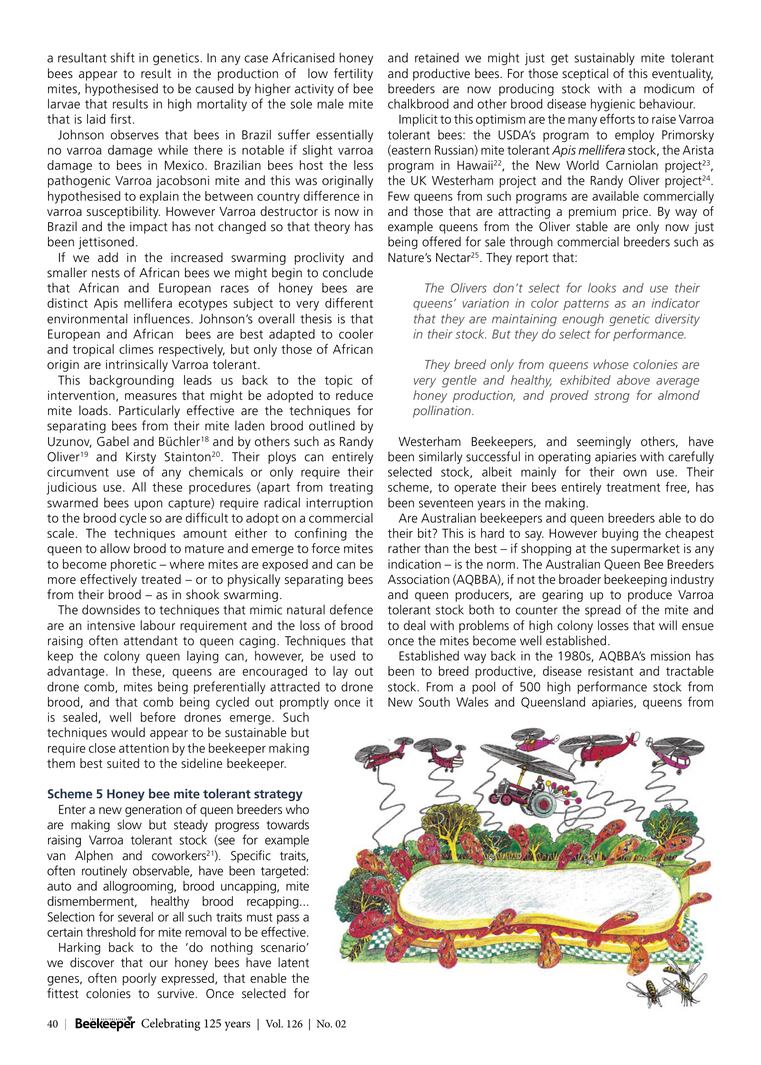 a resultant shift in genetics. In any case Africanised honey
bees appear to result in the production of low fertility
mites, hypothesised to be caused by higher activity of bee
larvae that results in high mortality of the sole male mite
that is laid first.
Johnson observes that bees in Brazil suffer essentially
no varroa damage while there is notable if slight varroa
damage to bees in Mexico. Brazilian bees host the less
pathogenic Varroa jacobsoni mite and this was originally
hypothesised to explain the between country difference in
varroa susceptibility. However Varroa destructor is now in
Brazil and the impact has not changed so that theory has
been jettisoned.
If we add in the increased swarming proclivity and
smaller nests of African bees we might begin to conclude
that African and European races of honey bees are
distinct Apis mellifera ecotypes subject to very different
environmental influences. Johnson's overall thesis is that
European and African bees are best adapted to cooler
and tropical climes respectively, but only those of African
origin are intrinsically Varroa tolerant.
This backgrounding leads us back to the topic of
intervention, measures that might be adopted to reduce
mite loads. Particularly effective are the techniques for
separating bees from their mite laden brood outlined by
Uzunov, Gabel and Büchler¹⁸ and by others such as Randy
Oliver¹⁹ and Kirsty Stainton²⁰. Their ploys can entirely
circumvent use of any chemicals or only require their
judicious use. All these procedures (apart from treating
swarmed bees upon capture) require radical interruption
to the brood cycle so are difficult to adopt on a commercial
scale. The techniques amount either to confining the
queen to allow brood to mature and emerge to force mites
to become phoretic – where mites are exposed and can be
more effectively treated – or to physically separating bees
from their brood – as in shook swarming.
The downsides to techniques that mimic natural defence
are an intensive labour requirement and the loss of brood
raising often attendant to queen caging. Techniques that
keep the colony queen laying can, however, be used to
advantage. In these, queens are encouraged to lay out
drone comb, mites being preferentially attracted to drone
brood, and that comb being cycled out promptly once it
is sealed, well before drones emerge. Such
techniques would appear to be sustainable but
require close attention by the beekeeper making
them best suited to the sideline beekeeper.
Scheme 5 Honey bee mite tolerant strategy
Enter a new generation of queen breeders who
are making slow but steady progress towards
raising Varroa tolerant stock (see for example
van Alphen and coworkers²¹). Specific traits,
often routinely observable, have been targeted:
auto and allogrooming, brood uncapping, mite
dismemberment, healthy brood recapping...
Selection for several or all such traits must pass a
certain threshold for mite removal to be effective.
Harking back to the 'do nothing scenario'
we discover that our honey bees have latent
genes, often poorly expressed, that enable the
fittest colonies to survive. Once selected for
and retained we might just get sustainably mite tolerant
and productive bees. For those sceptical of this eventuality,
breeders are now producing stock with a modicum of
chalkbrood and other brood disease hygienic behaviour.
Implicit to this optimism are the many efforts to raise Varroa
tolerant bees: the USDA's program to employ Primorsky
(eastern Russian) mite tolerant Apis mellifera stock, the Arista
program in Hawaii²², the New World Carniolan project²³,
the UK Westerham project and the Randy Oliver project²⁴.
Few queens from such programs are available commercially
and those that are attracting a premium price. By way of
example queens from the Oliver stable are only now just
being offered for sale through commercial breeders such as
Nature's Nectar²⁵. They report that:
The Olivers don't select for looks and use their
queens' variation in color patterns as an indicator
that they are maintaining enough genetic diversity
in their stock. But they do select for performance.
They breed only from queens whose colonies are
very gentle and healthy, exhibited above average
honey production, and proved strong for almond
pollination.
Westerham Beekeepers, and seemingly others, have
been similarly successful in operating apiaries with carefully
selected stock, albeit mainly for their own use. Their
scheme, to operate their bees entirely treatment free, has
been seventeen years in the making.
Are Australian beekeepers and queen breeders able to do
their bit? This is hard to say. However buying the cheapest
rather than the best – if shopping at the supermarket is any
indication – is the norm. The Australian Queen Bee Breeders
Association (AQBBA), if not the broader beekeeping industry
and queen producers, are gearing up to produce Varroa
tolerant stock both to counter the spread of the mite and
to deal with problems of high colony losses that will ensue
once the mites become well established.
Established way back in the 1980s, AQBBA's mission has
been to breed productive, disease resistant and tractable
stock. From a pool of 500 high performance stock from
New South Wales and Queensland apiaries, queens from
40 | Beekeeper Celebrating 125 years | Vol. 126 | No. 02